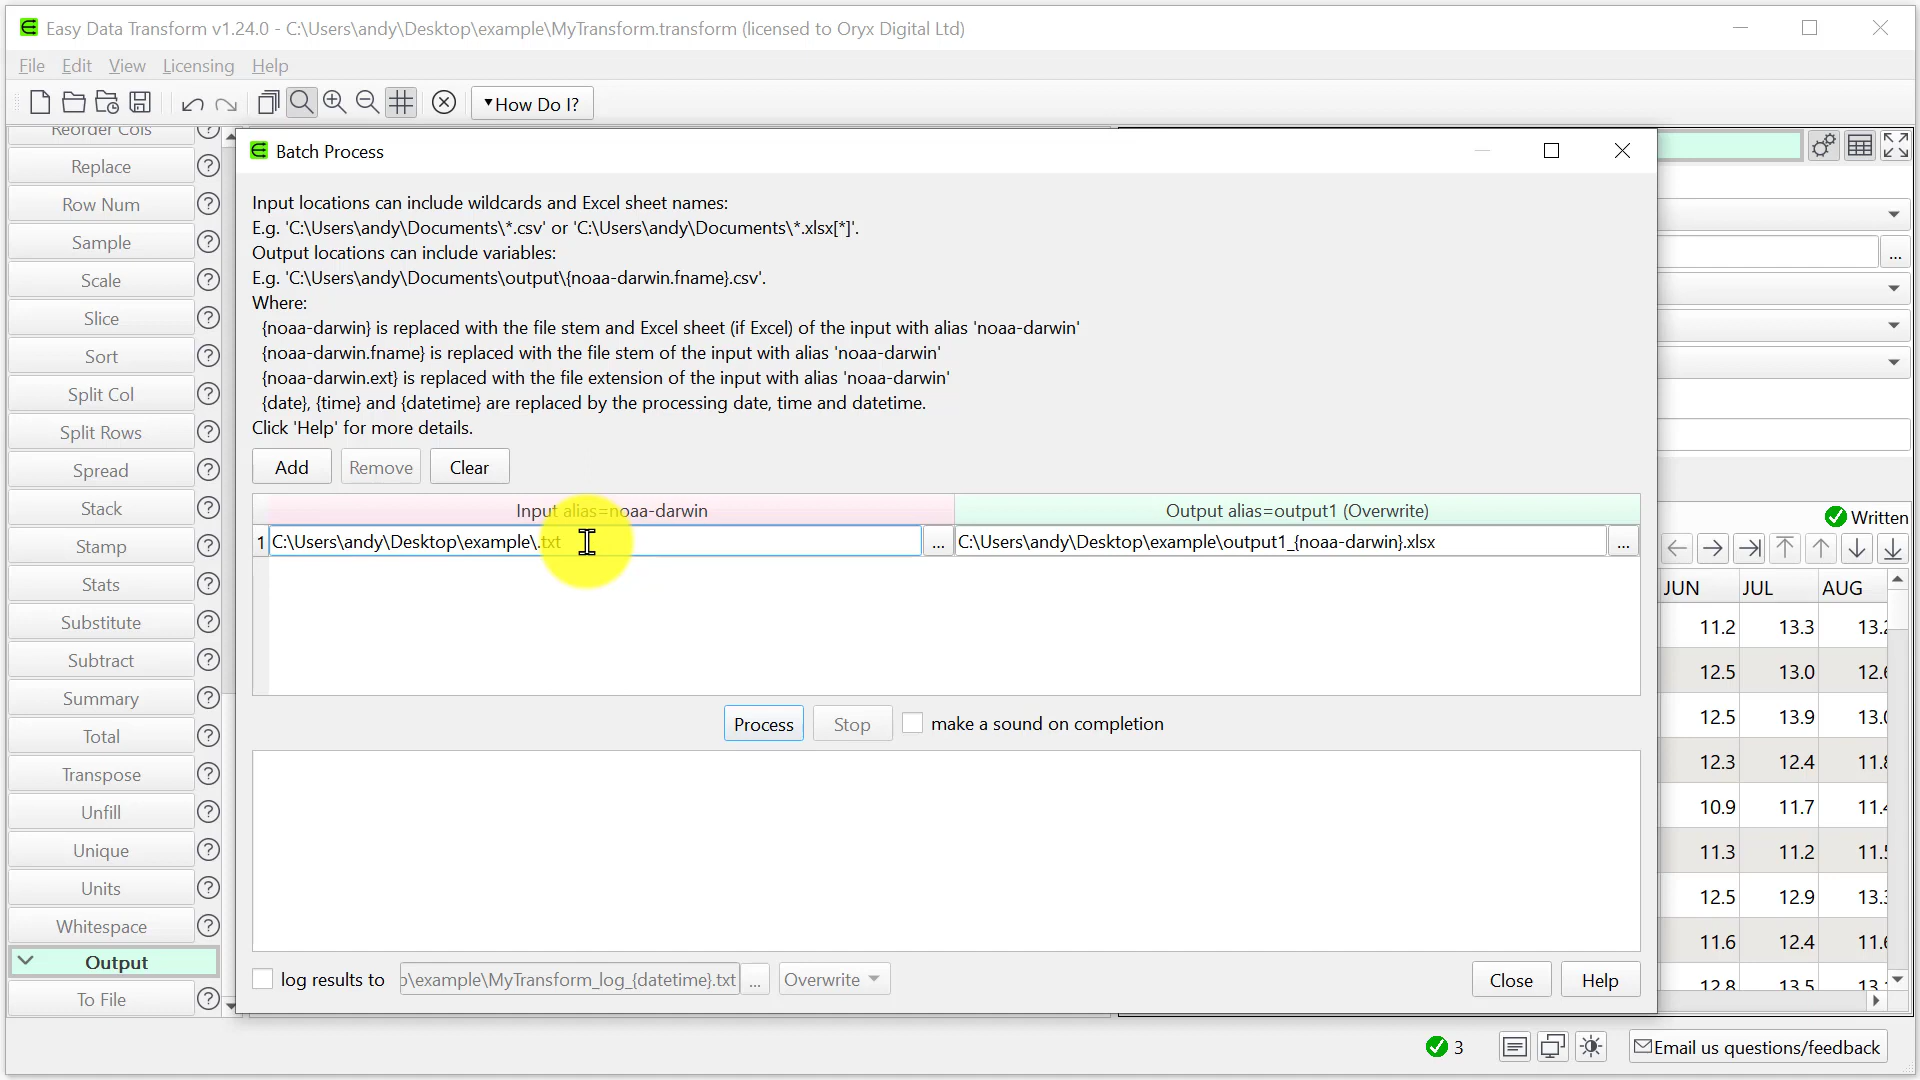 Easy Data Transform v1.24.0 - C:\Users\andy\Desktop\example\MyTransform.transform (licensed to Oryx Digital Ltd)
File Edit View Licensing Help
How Do I?
Reorder Cols
Replace
Row Num
Sample
Scale
Slice
Sort
Split Col
Split Rows
Spread
Stack
Stamp
Stats
Substitute
Subtract
Summary
Total
Transpose
Unfill
Unique
Units
Whitespace
Output
To File
Batch Process
Input locations can include wildcards and Excel sheet names:
E.g. 'C:\Users\andy\Documents\*.csv' or 'C:\Users\andy\Documents\*.xlsx[*]'.
Output locations can include variables:
E.g. 'C:\Users\andy\Documents\output\{noaa-darwin.fname}.csv'.
Where:
{noaa-darwin} is replaced with the file stem and Excel sheet (if Excel) of the input with alias 'noaa-darwin'
{noaa-darwin.fname} is replaced with the file stem of the input with alias 'noaa-darwin'
{noaa-darwin.ext} is replaced with the file extension of the input with alias 'noaa-darwin'
{date}, {time} and {datetime} are replaced by the processing date, time and datetime.
Click 'Help' for more details.
Add Remove Clear
Input alias=noaa-darwin Output alias=output1 (Overwrite)
1 C:\Users\andy\Desktop\example\.txt ... C:\Users\andy\Desktop\example\output1_{noaa-darwin}.xlsx ...
Process Stop make a sound on completion
log results to \example\MyTransform_log_{datetime}.txt ... Overwrite
Close Help
...
Written
JUN JUL AUG
11.2 13.3 13.2
12.5 13.0 12.6
12.5 13.9 13.0
12.3 12.4 11.8
10.9 11.7 11.4
11.3 11.2 11.5
12.5 12.9 13.3
11.6 12.4 11.6
12.8 13.5
3
Email us questions/feedback